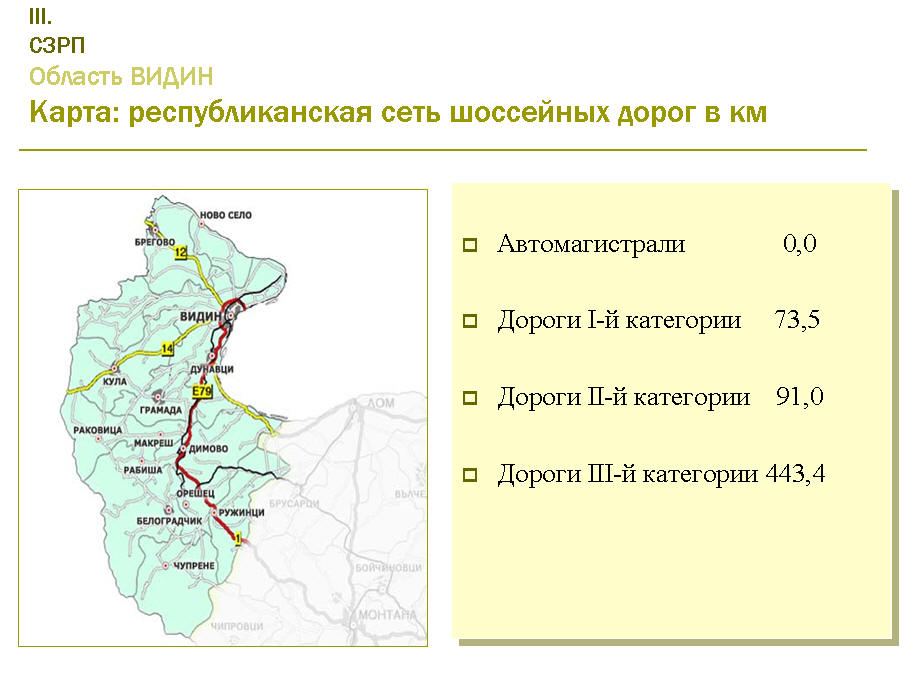 III.
СЗРП
Область ВИДИН
Карта: республиканская сеть шоссейных дорог в км
НОВО СЕЛО
БРЕГОВО
12
ВИДИН
14
ДУНАВЦИ
КУЛА
E79
ГРАМАДА
ЛОМ
РАКОВИЦА
МАКРЕШ
ДИМОВО
РАБИША
ОРЕШЕЦ
ВЪЛЧЕ
БРУСАРЦИ
РУЖИНЦИ
БЕЛОГРАДЧИК
1
ЧУПРЕНЕ
БОЙЧИНОВЦИ
МОНТАНА
ЧИПРОВЦИ
Автомагистрали 0,0
Дороги I-й категории 73,5
Дороги II-й категории 91,0
Дороги III-й категории 443,4